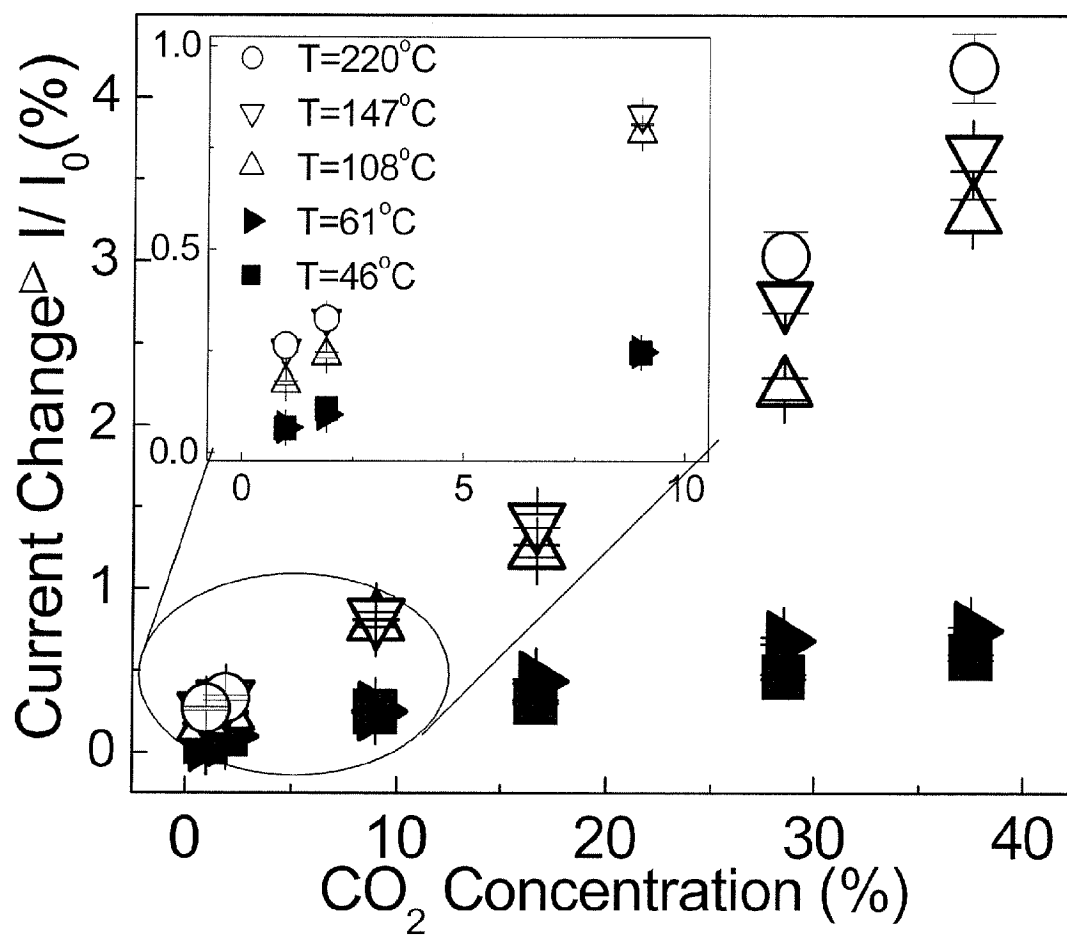 Current Change △ I/ I0(%)
4
3
2
1
0
1.0
0.5
0.0
T=220°C
T=147°C
T=108°C
T=61°C
T=46°C
0 5 10
0 10 20 30 40
CO2 Concentration (%)